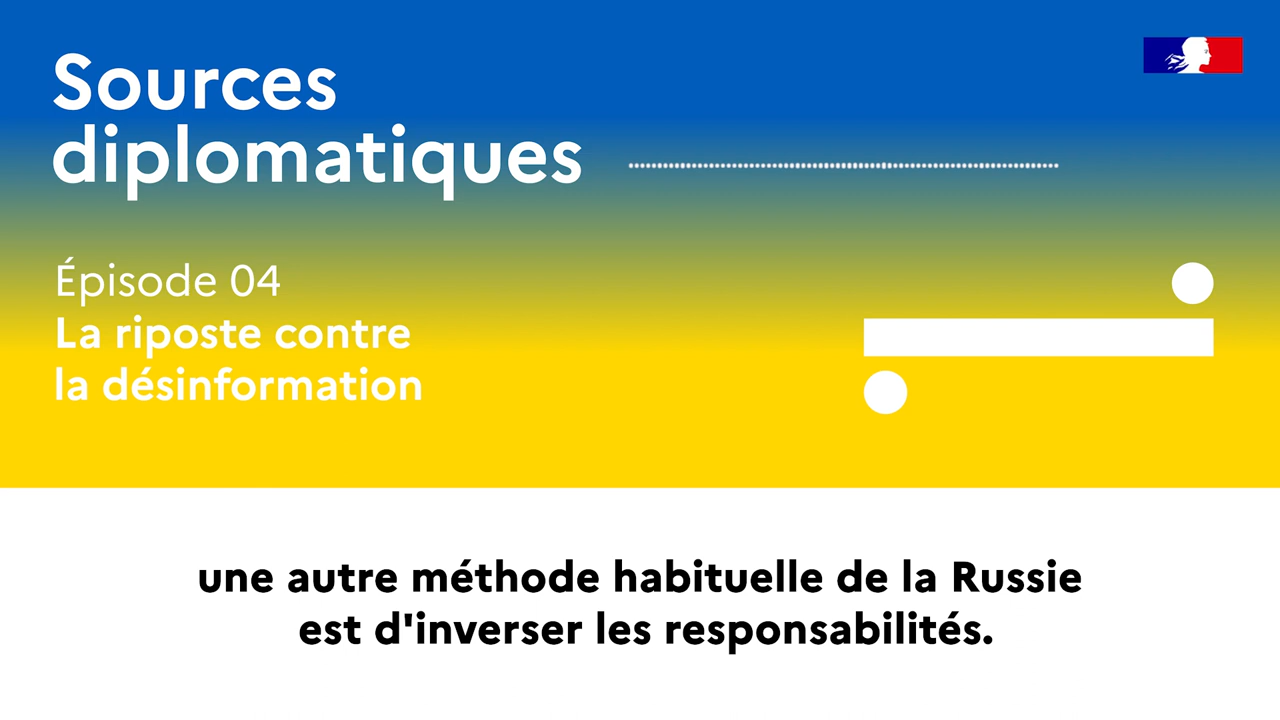 Sources
diplomatiques
Épisode 04
La riposte contre
la désinformation
une autre méthode habituelle de la Russie
est d'inverser les responsabilités.